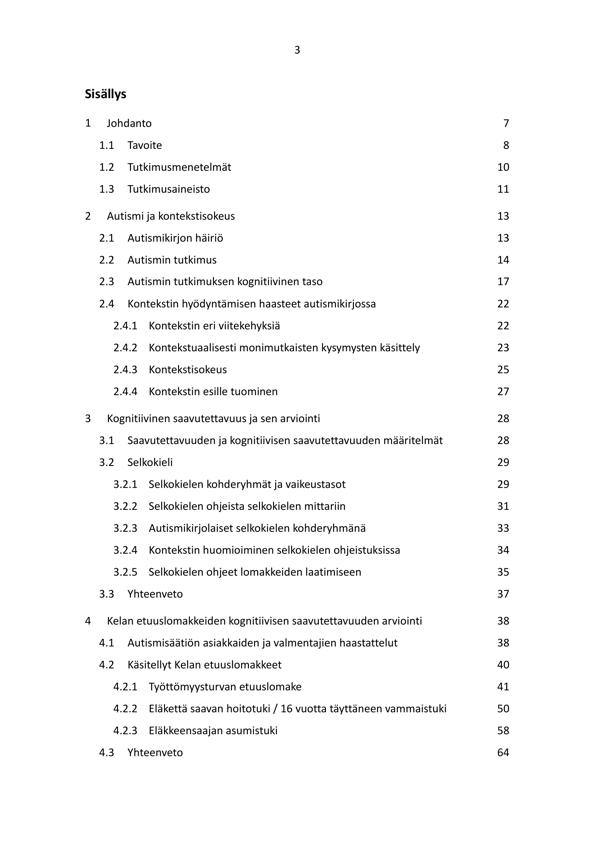 3
Sisällys
1 Johdanto 7
1.1 Tavoite 8
1.2 Tutkimusmenetelmät 10
1.3 Tutkimusaineisto 11
2 Autismi ja kontekstisokeus 13
2.1 Autismikirjon häiriö 13
2.2 Autismin tutkimus 14
2.3 Autismin tutkimuksen kognitiivinen taso 17
2.4 Kontekstin hyödyntämisen haasteet autismikirjossa 22
2.4.1 Kontekstin eri viitekehyksiä 22
2.4.2 Kontekstuaalisesti monimutkaisten kysymysten käsittely 23
2.4.3 Kontekstisokeus 25
2.4.4 Kontekstin esille tuominen 27
3 Kognitiivinen saavutettavuus ja sen arviointi 28
3.1 Saavutettavuuden ja kognitiivisen saavutettavuuden määritelmät 28
3.2 Selkokieli 29
3.2.1 Selkokielen kohderyhmät ja vaikeustasot 29
3.2.2 Selkokielen ohjeista selkokielen mittariin 31
3.2.3 Autismikirjolaiset selkokielen kohderyhmänä 33
3.2.4 Kontekstin huomioiminen selkokielen ohjeistuksissa 34
3.2.5 Selkokielen ohjeet lomakkeiden laatimiseen 35
3.3 Yhteenveto 37
4 Kelan etuuslomakkeiden kognitiivisen saavutettavuuden arviointi 38
4.1 Autismisäätiön asiakkaiden ja valmentajien haastattelut 38
4.2 Käsitellyt Kelan etuuslomakkeet 40
4.2.1 Työttömyysturvan etuuslomake 41
4.2.2 Eläkettä saavan hoitotuki / 16 vuotta täyttäneen vammaistuki 50
4.2.3 Eläkkeensaajan asumistuki 58
4.3 Yhteenveto 64